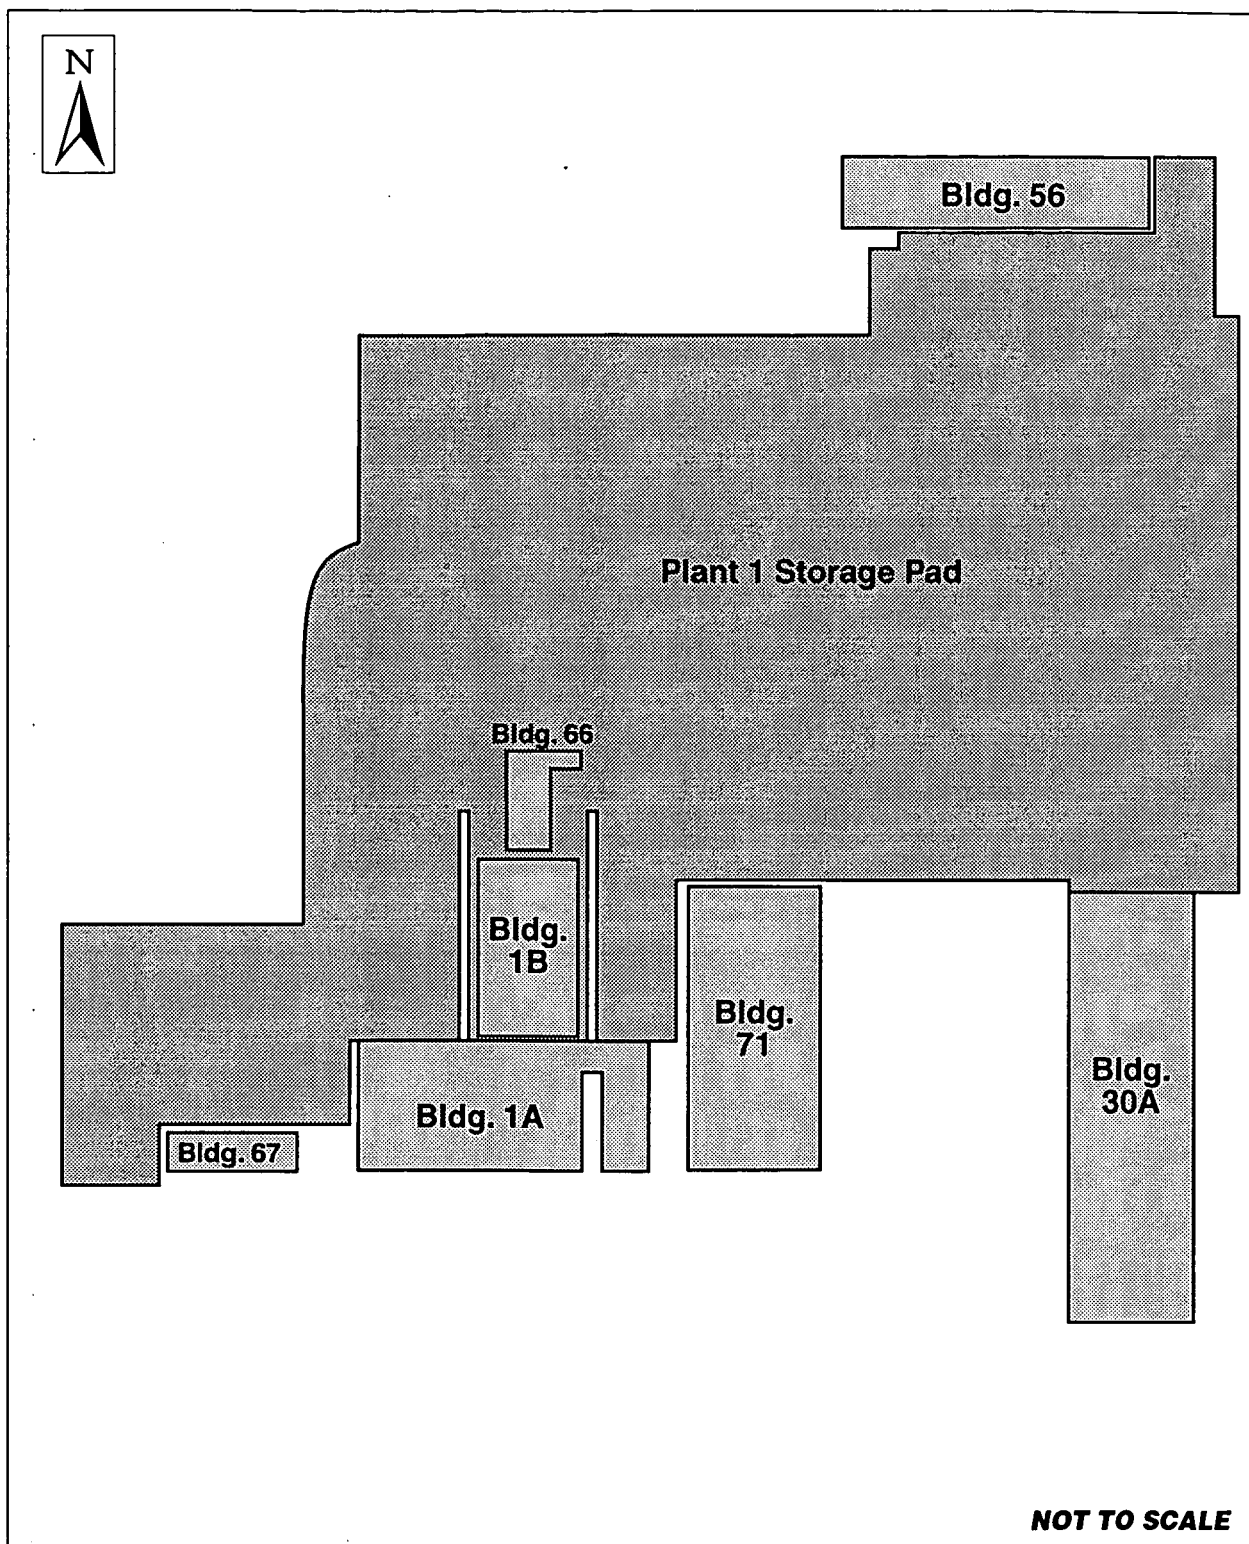 N
Bldg. 56
Plant 1 Storage Pad
Bldg. 66
Bldg.
1B
Bldg.
71
Bldg.
30A
Bldg. 1A
Bldg. 67
NOT TO SCALE